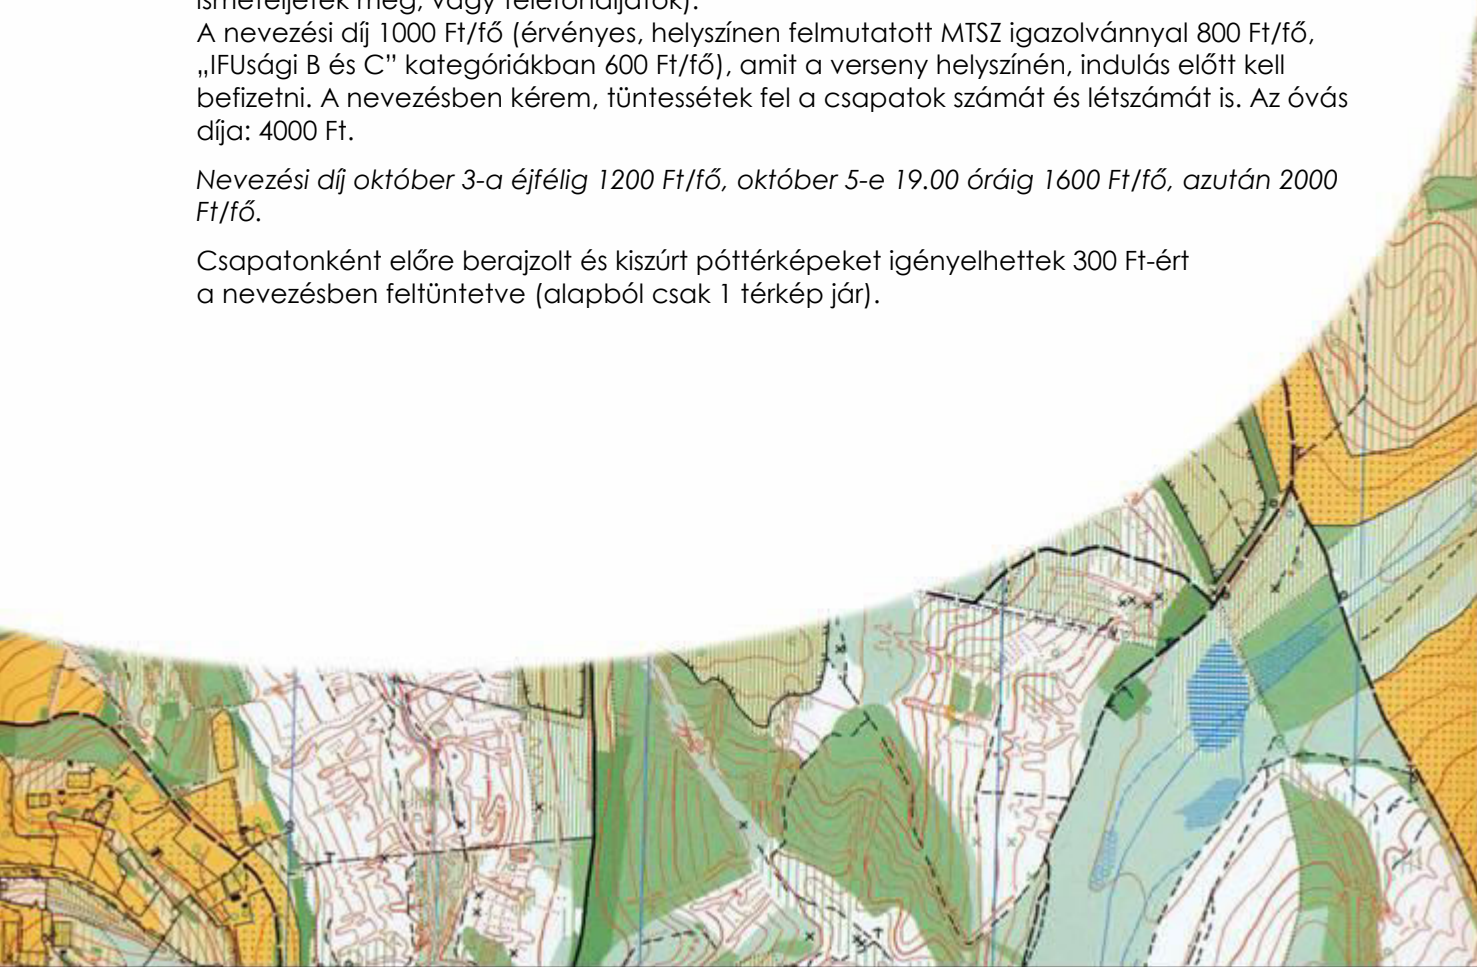 ismételjétek meg, vagy telefonáljatok).
A nevezési díj 1000 Ft/fő (érvényes, helyszínen felmutatott MTSZ igazolvánnyal 800 Ft/fő,
„IFUsági B és C” kategóriákban 600 Ft/fő), amit a verseny helyszínén, indulás előtt kell
befizetni. A nevezésben kérem, tüntessétek fel a csapatok számát és létszámát is. Az óvás
díja: 4000 Ft.
Nevezési díj október 3-a éjfélig 1200 Ft/fő, október 5-e 19.00 óráig 1600 Ft/fő, azután 2000
Ft/fő.
Csapatonként előre berajzolt és kiszúrt póttérképeket igényelhettek 300 Ft-ért
a nevezésben feltüntetve (alapból csak 1 térkép jár).